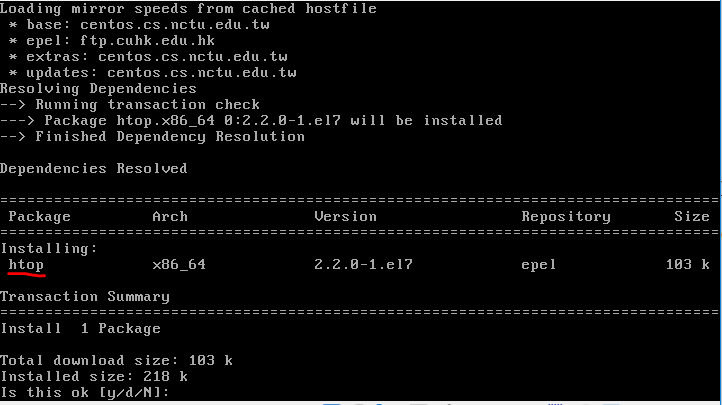 Loading mirror speeds from cached hostfile
 * base: centos.cs.nctu.edu.tw
 * epel: ftp.cuhk.edu.hk
 * extras: centos.cs.nctu.edu.tw
 * updates: centos.cs.nctu.edu.tw
Resolving Dependencies
--> Running transaction check
---> Package htop.x86_64 0:2.2.0-1.el7 will be installed
--> Finished Dependency Resolution
Dependencies Resolved
================================================================================
 Package         Arch           Version                Repository       Size
================================================================================
Installing:
 htop            x86_64         2.2.0-1.el7            epel            103 k
Transaction Summary
================================================================================
Install  1 Package
Total download size: 103 k
Installed size: 218 k
Is this ok [y/d/N]: